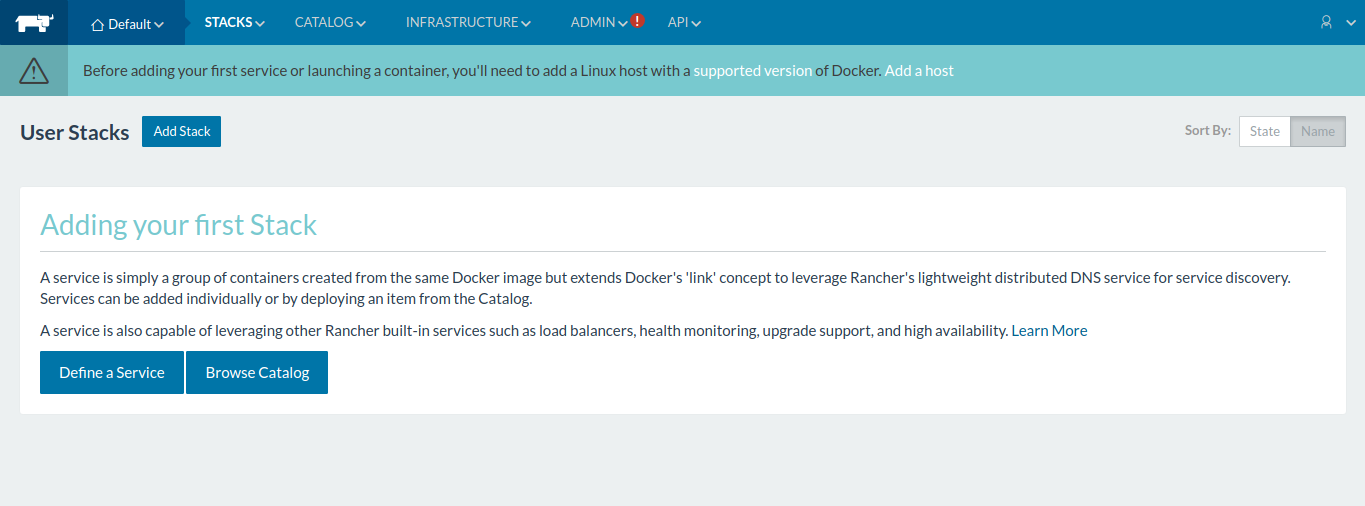 Default STACKS CATALOG INFRASTRUCTURE ADMIN ! API
Before adding your first service or launching a container, you'll need to add a Linux host with a supported version of Docker. Add a host
User Stacks Add Stack Sort By: State Name
Adding your first Stack
A service is simply a group of containers created from the same Docker image but extends Docker's 'link' concept to leverage Rancher's lightweight distributed DNS service for service discovery.
Services can be added individually or by deploying an item from the Catalog.
A service is also capable of leveraging other Rancher built-in services such as load balancers, health monitoring, upgrade support, and high availability. Learn More
Define a Service Browse Catalog